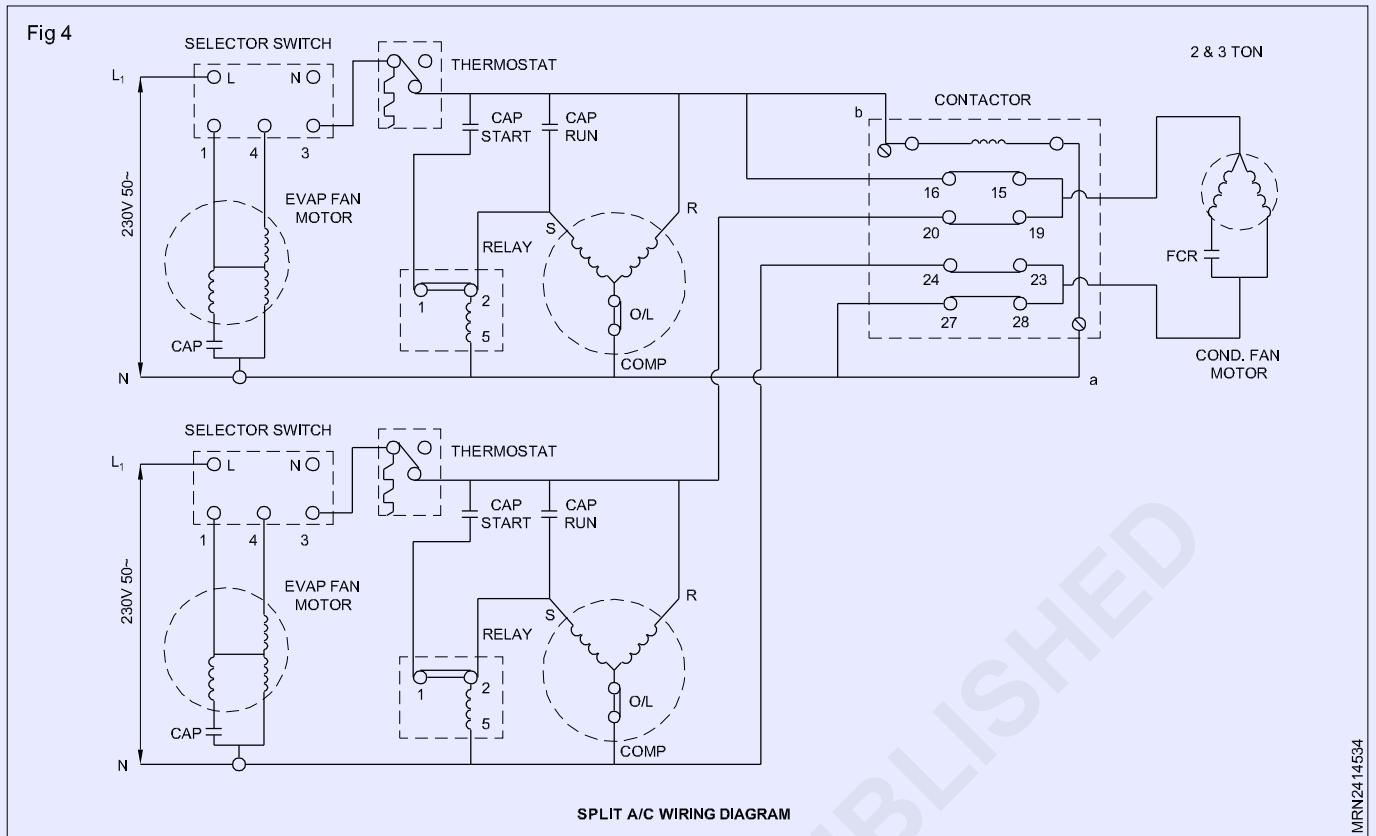 Fig 4
2 & 3 TON
SELECTOR SWITCH
L₁
L
N
1
4
3
THERMOSTAT
CAP
START
CAP
RUN
CONTACTOR
b
16
15
20
19
24
23
27
28
a
FCR
COND. FAN
MOTOR
230V 50~
EVAP FAN
MOTOR
CAP
N
RELAY
1
2
5
S
R
O/L
COMP
SELECTOR SWITCH
L₁
L
N
1
4
3
THERMOSTAT
CAP
START
CAP
RUN
230V 50~
EVAP FAN
MOTOR
CAP
N
RELAY
1
2
5
S
R
O/L
COMP
SPLIT A/C WIRING DIAGRAM
MRN2414534
BLISHED